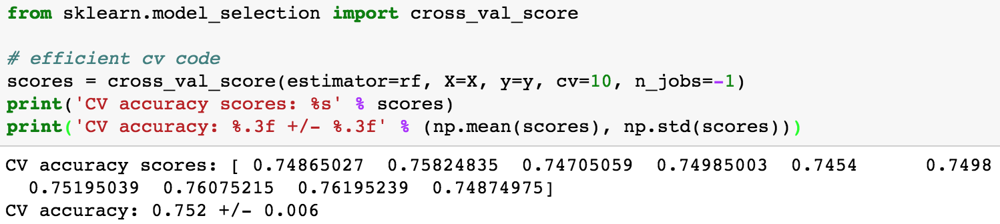 from sklearn.model_selection import cross_val_score
# efficient cv code
scores = cross_val_score(estimator=rf, X=X, y=y, cv=10, n_jobs=-1)
print('CV accuracy scores: %s' % scores)
print('CV accuracy: %.3f +/- %.3f' % (np.mean(scores), np.std(scores)))
CV accuracy scores: [ 0.74865027  0.75824835  0.74705059  0.74985003  0.7454      0.7498
  0.75195039  0.76075215  0.76195239  0.74874975]
CV accuracy: 0.752 +/- 0.006